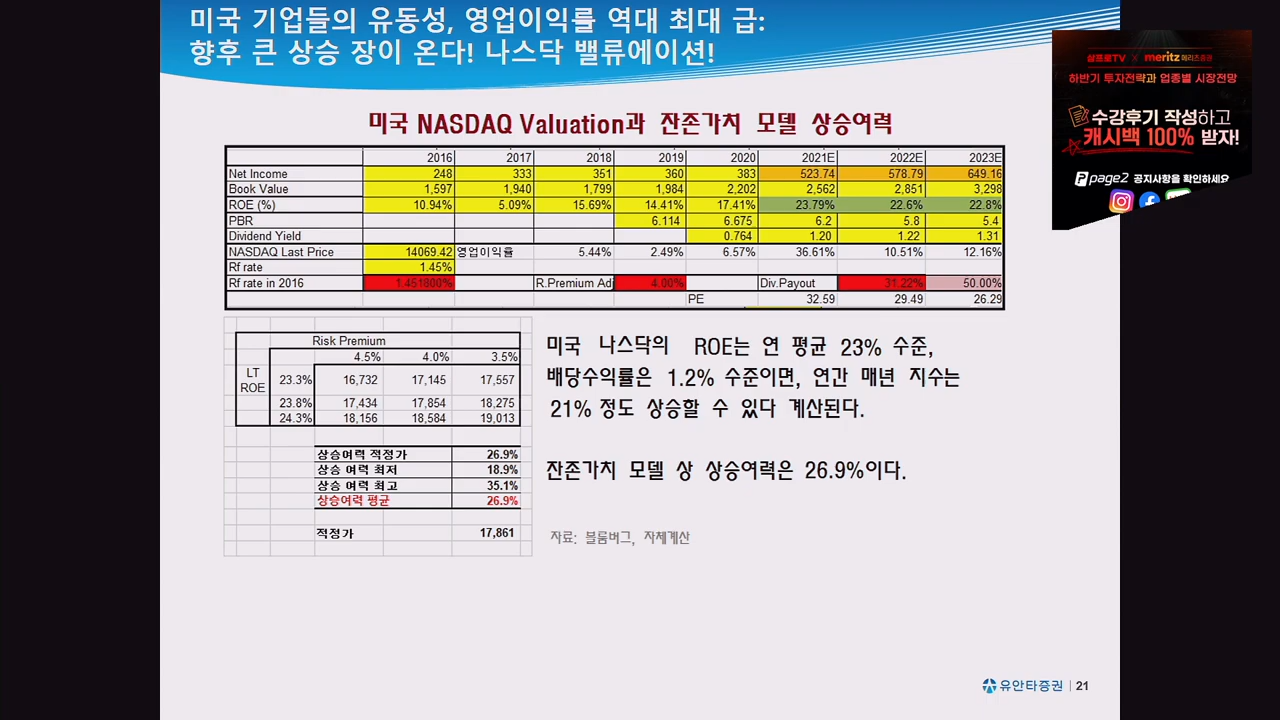 미국 기업들의 유동성, 영업이익률 역대 최대 급:
향후 큰 상승 장이 온다! 나스닥 밸류에이션!
삼프로TV × meritz 메리츠증권
하반기 투자전략과 업종별 시장전망
수강후기 작성하고
캐시백 100% 받자!
page2 공지사항을 확인하세요
미국 NASDAQ Valuation과 잔존가치 모델 상승여력
2016 2017 2018 2019 2020 2021E 2022E 2023E
Net Income 248 333 351 360 383 523.74 578.79 649.16
Book Value 1,597 1,940 1,799 1,984 2,202 2,562 2,851 3,298
ROE (%) 10.94% 5.09% 15.69% 14.41% 17.41% 23.79% 22.6% 22.8%
PBR 6.114 6.675 6.2 5.8 5.4
Dividend Yield 0.764 1.20 1.22 1.31
NASDAQ Last Price 14069.42 영업이익률 5.44% 2.49% 6.57% 36.61% 10.51% 12.16%
Rf rate 1.45%
Rf rate in 2016 1.451800% R.Premium Adj 4.00% Div.Payout 31.22% 50.00%
PE 32.59 29.49 26.29
Risk Premium
4.5% 4.0% 3.5%
LT ROE 23.3% 16,732 17,145 17,557
23.8% 17,434 17,854 18,275
24.3% 18,156 18,584 19,013
상승여력 적정가 26.9%
상승 여력 최저 18.9%
상승 여력 최고 35.1%
상승여력 평균 26.9%
적정가 17,861
미국 나스닥의 ROE는 연 평균 23% 수준,
배당수익률은 1.2% 수준이면, 연간 매년 지수는
21% 정도 상승할 수 있다 계산된다.
잔존가치 모델 상 상승여력은 26.9%이다.
자료: 블룸버그, 자체계산
유안타증권 21